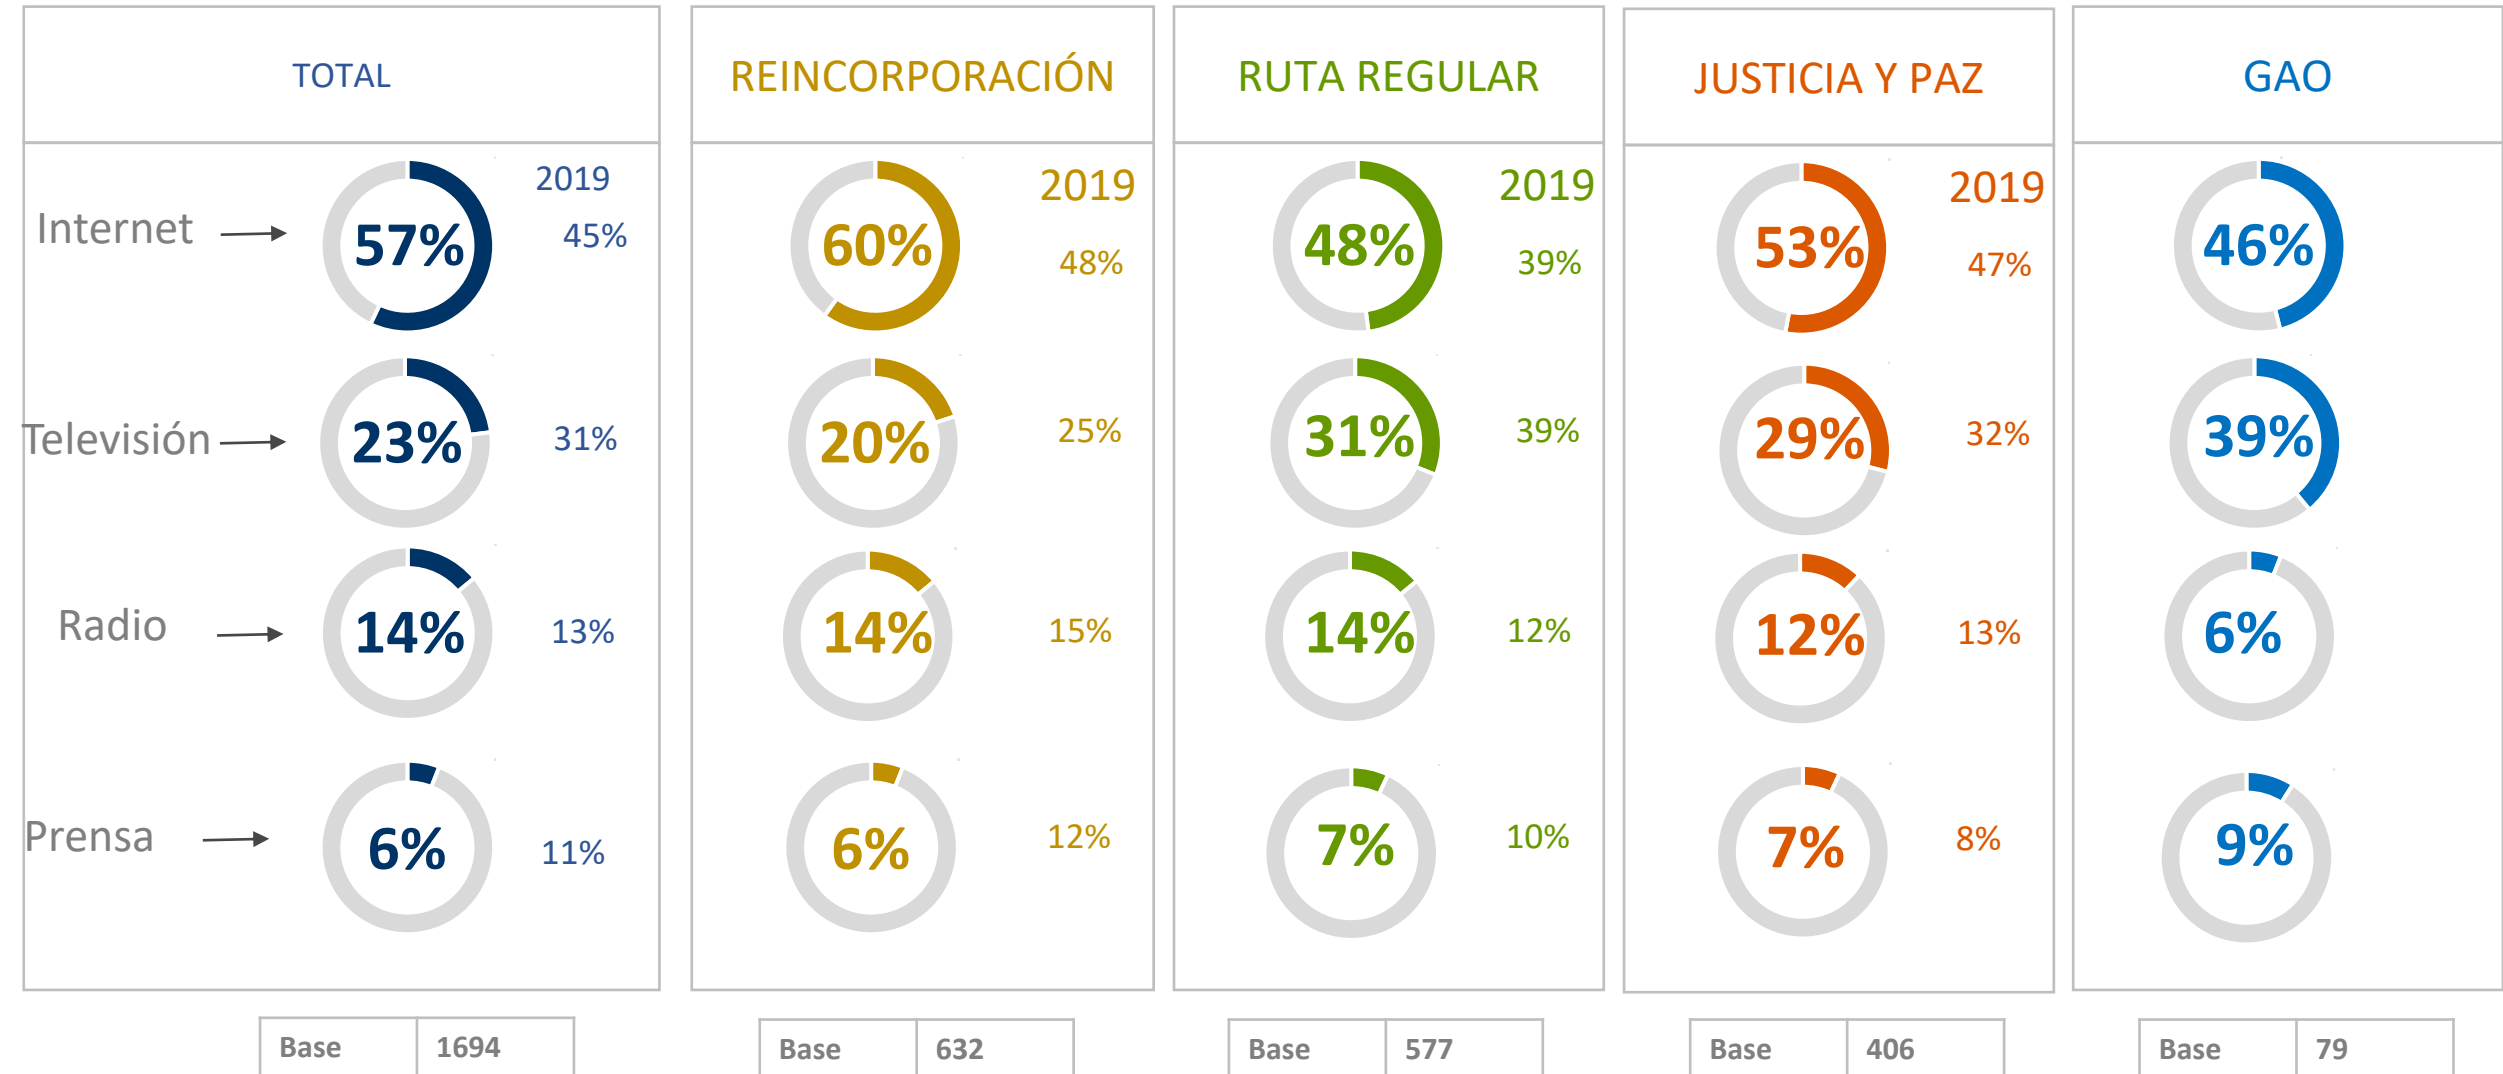 TOTAL
REINCORPORACIÓN
RUTA REGULAR
JUSTICIA Y PAZ
GAO
2019
2019
2019
2019
Internet
57%
45%
60%
48%
48%
39%
53%
47%
46%
Televisión
23%
31%
20%
25%
31%
39%
29%
32%
39%
Radio
14%
13%
14%
15%
14%
12%
12%
13%
6%
Prensa
6%
11%
6%
12%
7%
10%
7%
8%
9%
Base 1694
Base 632
Base 577
Base 406
Base 79